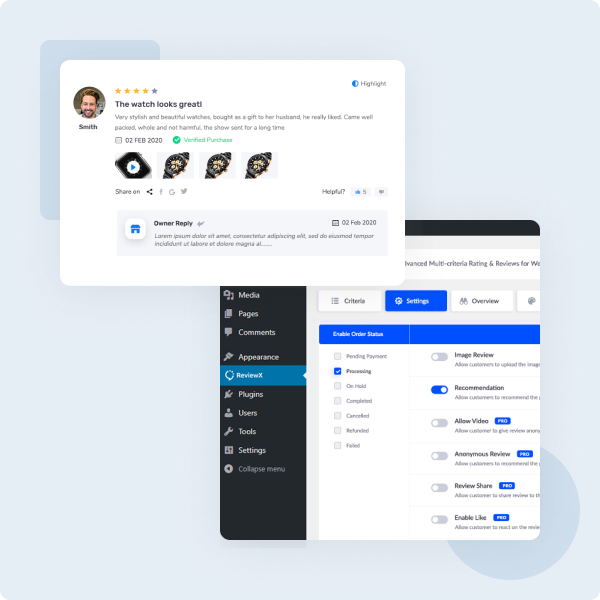 Highlight
The watch looks great!
Very stylish and beautiful watches, bought as a gift to her husband, he really liked. Came well
Smith
packed, whole and not harmful, the show sent for a long time
02 FEB 2020 Verified Purchase
Share on Helpful? 5
Owner Reply 02 Feb 2020
Lorem ipsum dolor sit amet, consectetur adipiscing elit, sed do eiusmod tempor
incididunt ut labore et dolore magna al......
dvanced Multi-criteria Rating & Reviews for We
Media
Pages
Comments
Appearance
ReviewX
Plugins
Users
Tools
Settings
Collapse menu
Criteria Settings Overview
Enable Order Status
Pending Payment
Processing
On Hold
Completed
Cancelled
Refunded
Failed
Image Review
Allow customers to upload the image
Recommendation
Allow customers to recommend the p
Allow Video PRO
Allow customer to give review anony
Anonymous Review PRO
Allow customers to recommend the p
Review Share PRO
Allow customer to share review to th
Enable Like PRO
Allow customer to react on the review